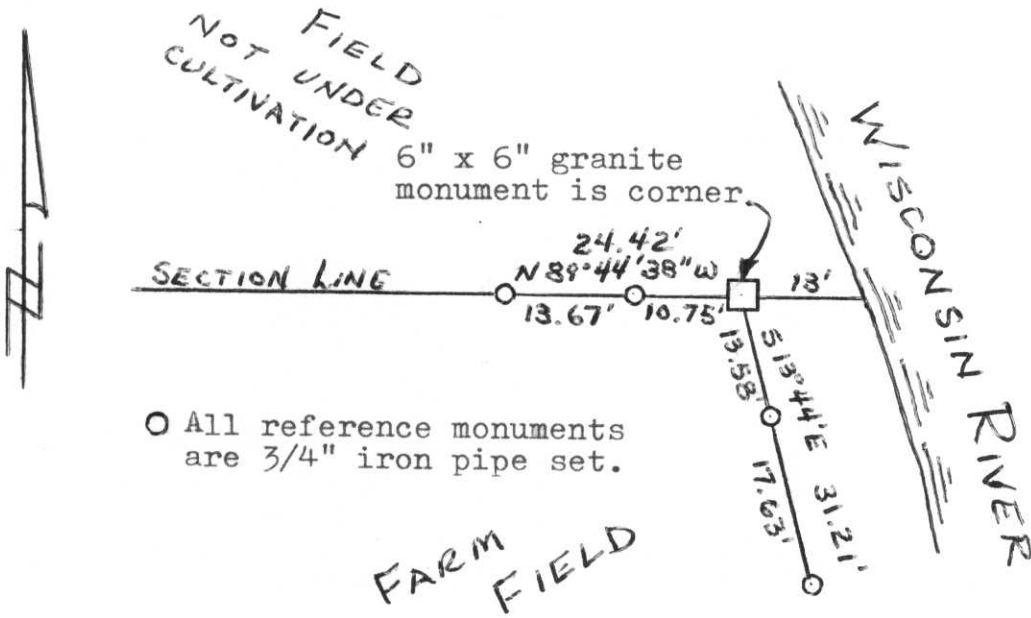 FIELD
NOT UNDER
CULTIVATION
6" x 6" granite
monument is corner.
WISCONSIN RIVER
24.42'
SECTION LINE
N 89°44'38" W
13.67'
10.75'
13'
13.58'
S 13°44' E 31.21'
17.63'
All reference monuments
are 3/4" iron pipe set.
FARM
FIELD
N